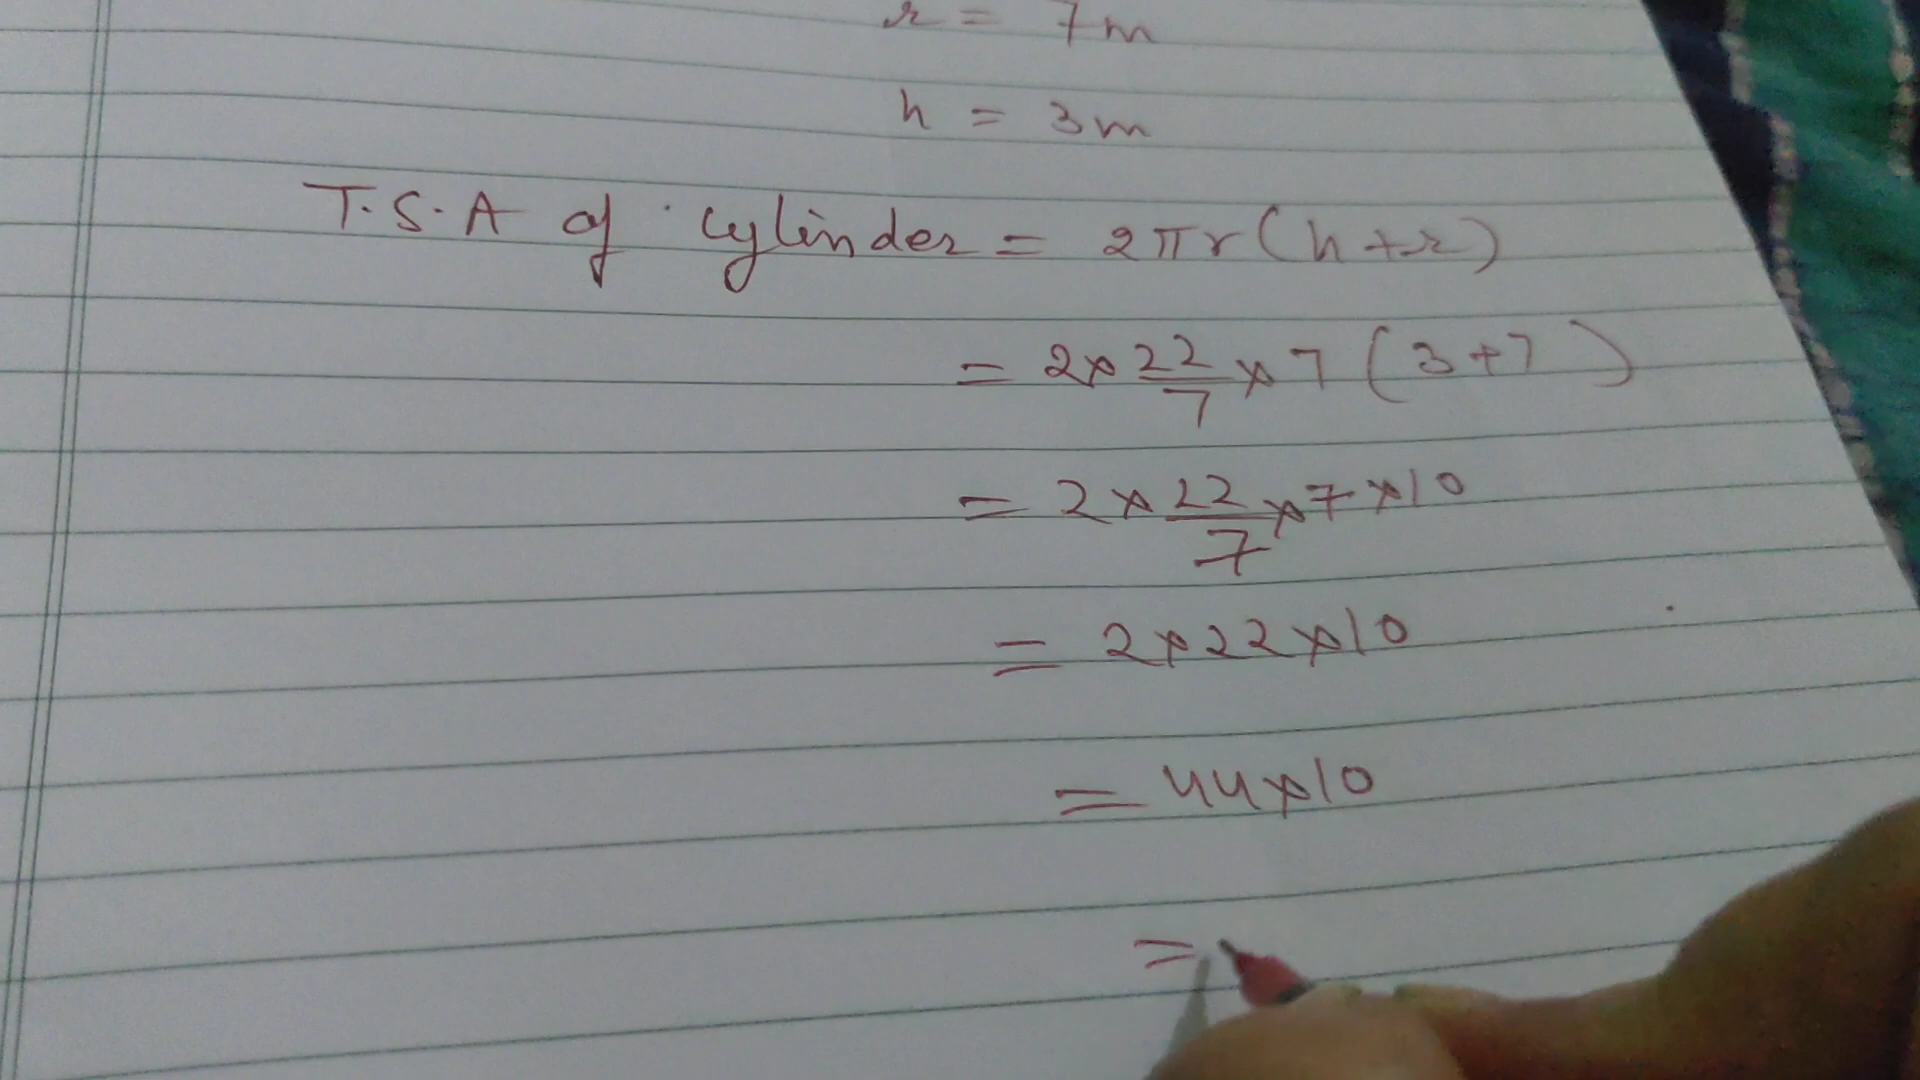 r = 7m
h = 3m
T.S.A of cylinder = 2πr(h+r)
= 2×22/7×7(3+7)
= 2×22/7×7×10
= 2×22×10
= 44×10
=